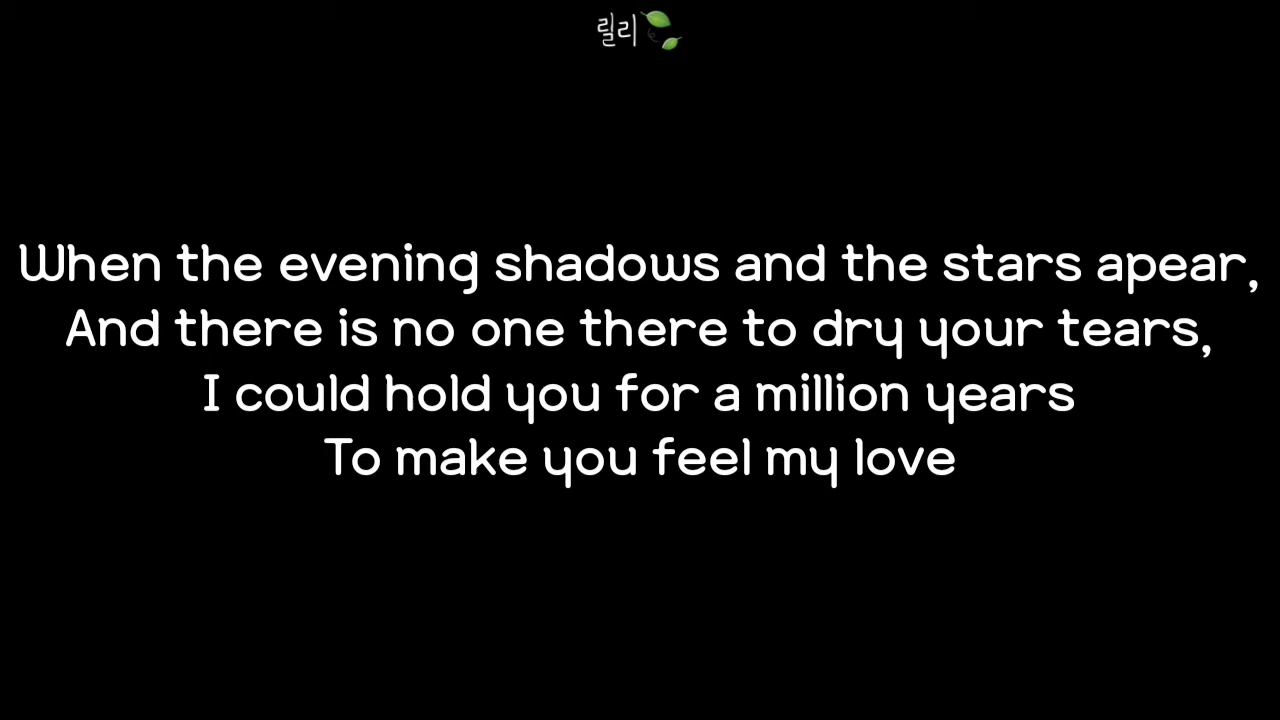 릴리
When the evening shadows and the stars apear,
And there is no one there to dry your tears,
I could hold you for a million years
To make you feel my love